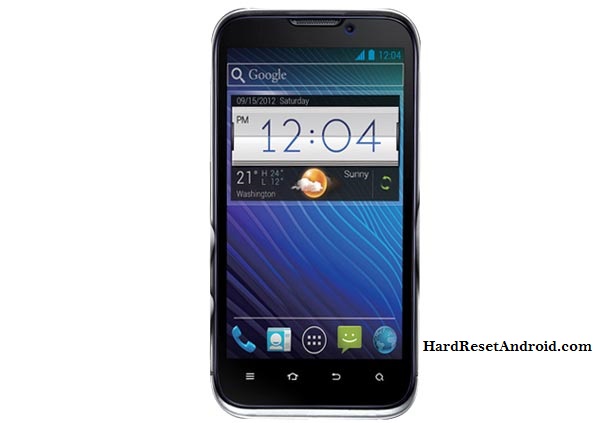 12:04
Google
09/15/2012 Saturday
PM
12:04
21° H 24° Sunny
L 12°
Washington
HardResetAndroid.com